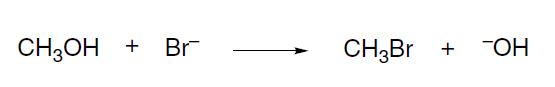 CH₃OH + Br⁻ ⟶ CH₃Br + ⁻OH